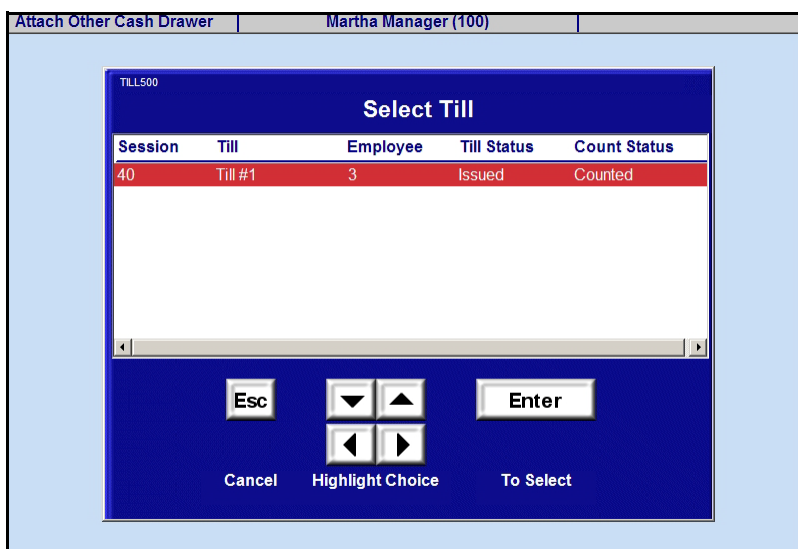 Attach Other Cash Drawer Martha Manager (100)
TILL500
Select Till
Session Till Employee Till Status Count Status
40 Till #1 3 Issued Counted
Esc Enter
Cancel Highlight Choice To Select